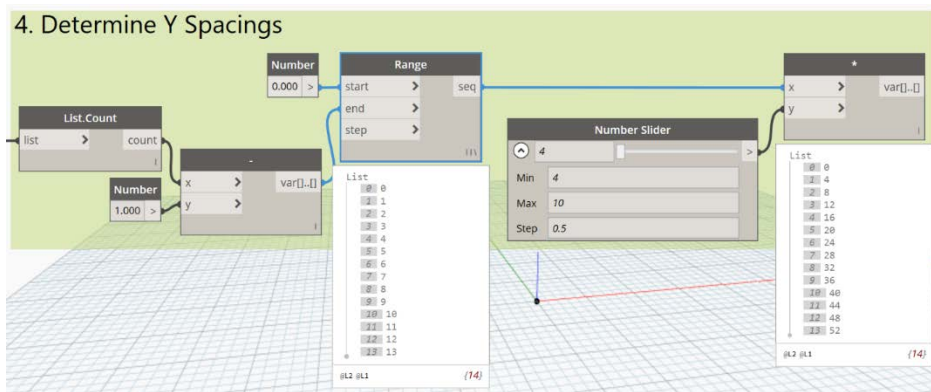 4. Determine Y Spacings
Number
0.000 >
Range
start > seq
end >
step >
*
x > var[]..[]
y >
List.Count
list > count
-
x > var[]..[]
y >
Number
1.000 >
Number Slider
4 >
Min 4
Max 10
Step 0.5
List
0 0
1 1
2 2
3 3
4 4
5 5
6 6
7 7
8 8
9 9
10 10
11 11
12 12
13 13
@L2 @L1 {14}
List
0 0
1 4
2 8
3 12
4 16
5 20
6 24
7 28
8 32
9 36
10 40
11 44
12 48
13 52
@L2 @L1 {14}